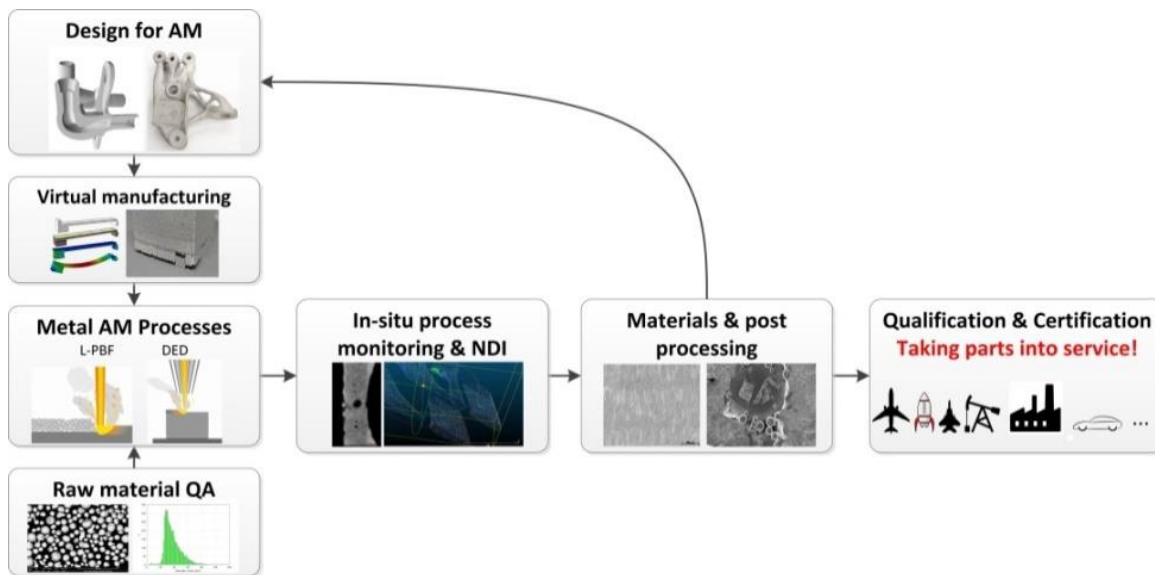 Design for AM
Virtual manufacturing
Metal AM Processes
L-PBF
DED
Raw material QA
In-situ process
monitoring & NDI
Materials & post
processing
Qualification & Certification
Taking parts into service!
...